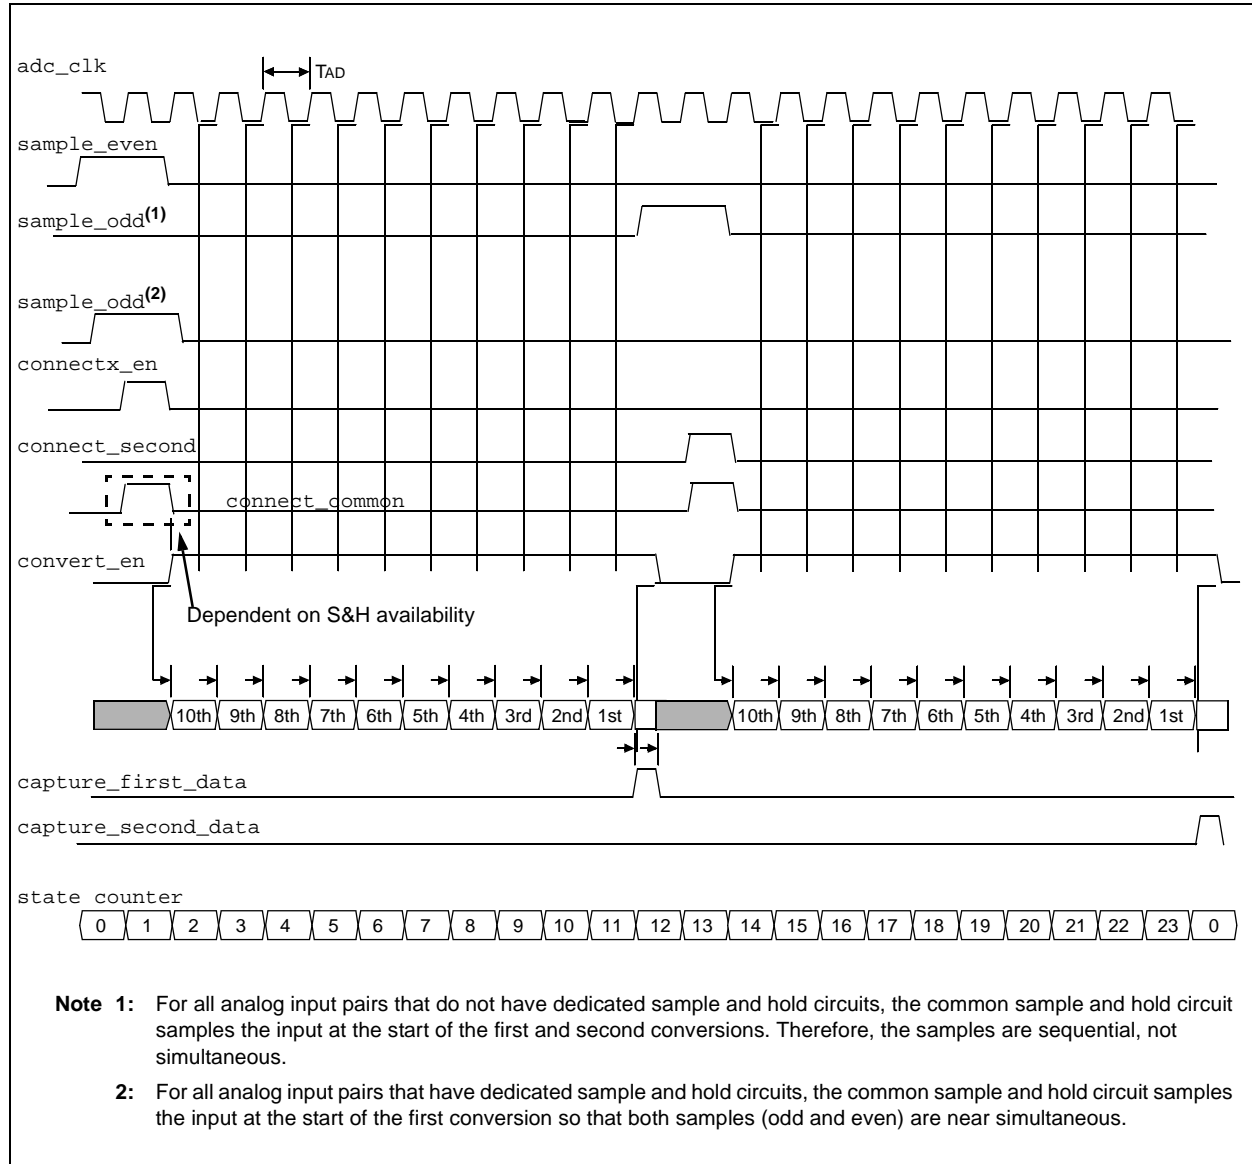 adc_clk
TAD
sample_even
sample_odd(1)
sample_odd(2)
connectx_en
connect_second
connect_common
convert_en
Dependent on S&H availability
10th 9th 8th 7th 6th 5th 4th 3rd 2nd 1st 10th 9th 8th 7th 6th 5th 4th 3rd 2nd 1st
capture_first_data
capture_second_data
state counter
0 1 2 3 4 5 6 7 8 9 10 11 12 13 14 15 16 17 18 19 20 21 22 23 0
Note 1: For all analog input pairs that do not have dedicated sample and hold circuits, the common sample and hold circuit
samples the input at the start of the first and second conversions. Therefore, the samples are sequential, not
simultaneous.
2: For all analog input pairs that have dedicated sample and hold circuits, the common sample and hold circuit samples
the input at the start of the first conversion so that both samples (odd and even) are near simultaneous.